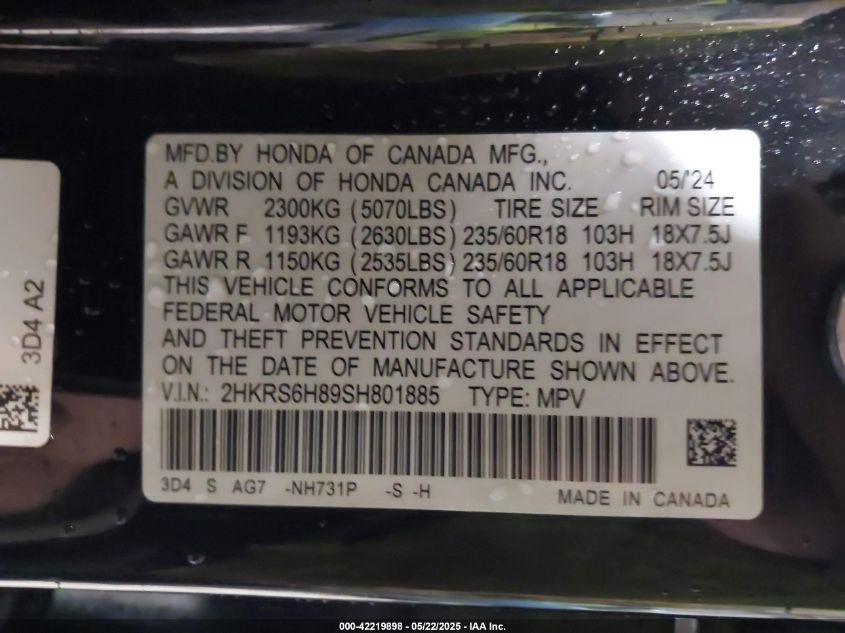 MFD.BY HONDA OF CANADA MFG.,
A DIVISION OF HONDA CANADA INC. 05/'24
GVWR 2300KG (5070LBS) TIRE SIZE RIM SIZE
GAWR F 1193KG (2630LBS) 235/60R18 103H 18X7.5J
GAWR R 1150KG (2535LBS) 235/60R18 103H 18X7.5J
THIS VEHICLE CONFORMS TO ALL APPLICABLE
FEDERAL MOTOR VEHICLE SAFETY
AND THEFT PREVENTION STANDARDS IN EFFECT
ON THE DATE OF MANUFACTURE SHOWN ABOVE.
V.I.N.: 2HKRS6H89SH801885 TYPE: MPV
3D4 S AG7 -NH731P -S -H
MADE IN CANADA
3D4 A2
000-42219898 - 05/22/2025 - IAA Inc.